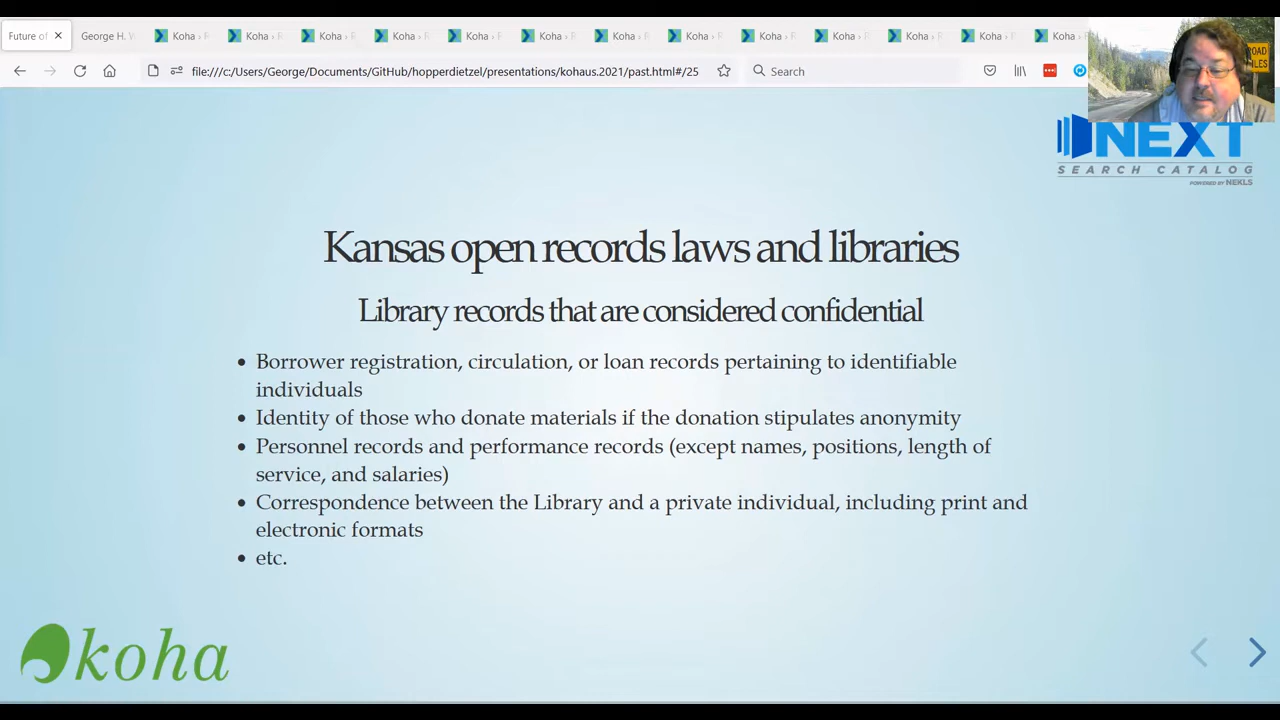 Future of
George H. W
Koha › R
Koha › R
Koha › R
Koha › R
Koha › R
Koha › R
Koha › R
Koha › R
Koha › R
Koha › R
Koha › R
Koha › R
Koha › R
file:///c:/Users/George/Documents/GitHub/hopperdietzel/presentations/kohaus.2021/past.html#/25
Search
ROAD
MILES
NEXT
SEARCH CATALOG
POWERED BY NEKLS
Kansas open records laws and libraries
Library records that are considered confidential
• Borrower registration, circulation, or loan records pertaining to identifiable
individuals
• Identity of those who donate materials if the donation stipulates anonymity
• Personnel records and performance records (except names, positions, length of
service, and salaries)
• Correspondence between the Library and a private individual, including print and
electronic formats
• etc.
koha